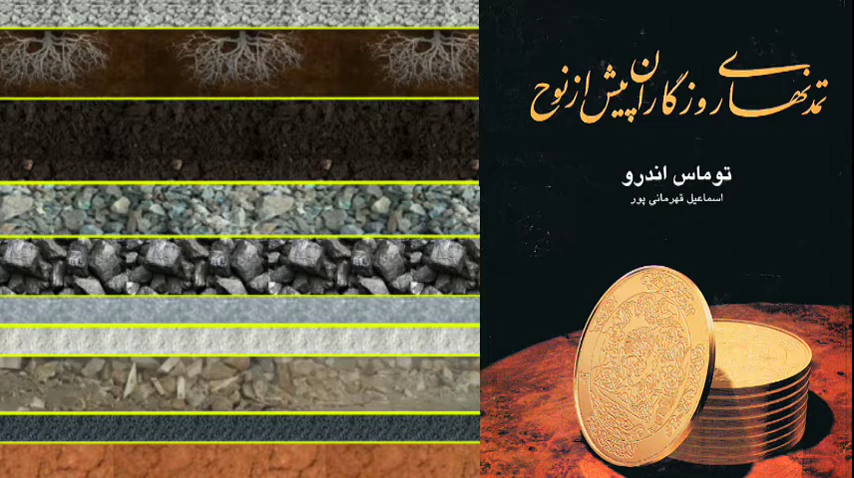 تمدنهای روزگاران پیش از نوح
توماس اندرو
اسماعیل قهرمانی پور